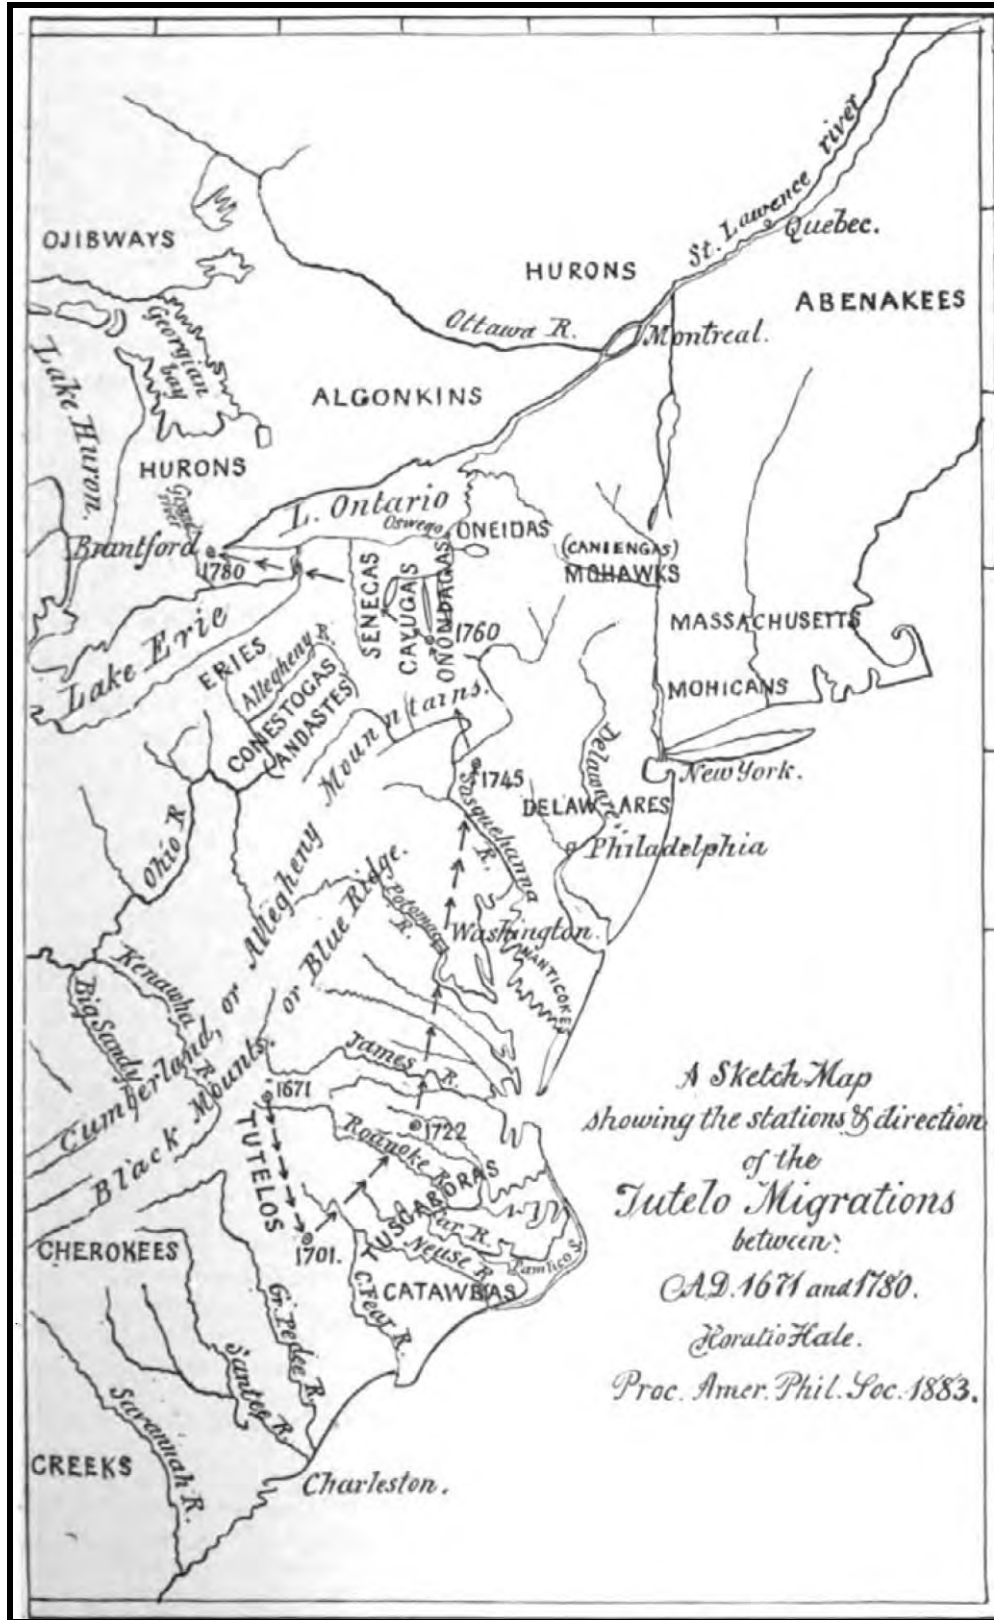 St. Lawrence river
Quebec.
OJIBWAYS
HURONS
ABENAKEES
Georgian
bay
Ottawa R.
Montreal.
Lake Huron.
ALGONKINS
HURONS
Grand
river
L. Ontario
Oswego
ONEIDAS
(CANIENGAS)
MOHAWKS
Brantford
1780
SENECAS
CAYUGAS
ONONDAGAS
1760
MASSACHUSETTS
Lake Erie
ERIES
Allegheny R.
CONESTOGAS
(ANDASTES)
MOHICANS
New York.
1745
Delaware
DELAWARES
Susquehanna
R.
Philadelphia
Ohio R
Cumberland, or Allegheny Mountains.
Black Mounts. or Blue Ridge.
Potomac
R.
Washington.
NANTICOKES
Kenawha
R.
Big Sandy
James R.
1671
1722
TUTELOS
Roanoke R.
TUSCARORAS
Tar R.
Neuse R.
Pamlico S.
1701.
CATAWBAS
C. Fear R.
CHEROKEES
Gt. Pedee R.
Santee R.
Savannah R.
CREEKS
Charleston.
A Sketch Map
showing the stations & direction
of the
Tutelo Migrations
between
A.D. 1671 and 1780.
Horatio Hale.
Proc. Amer. Phil. Soc. 1883.